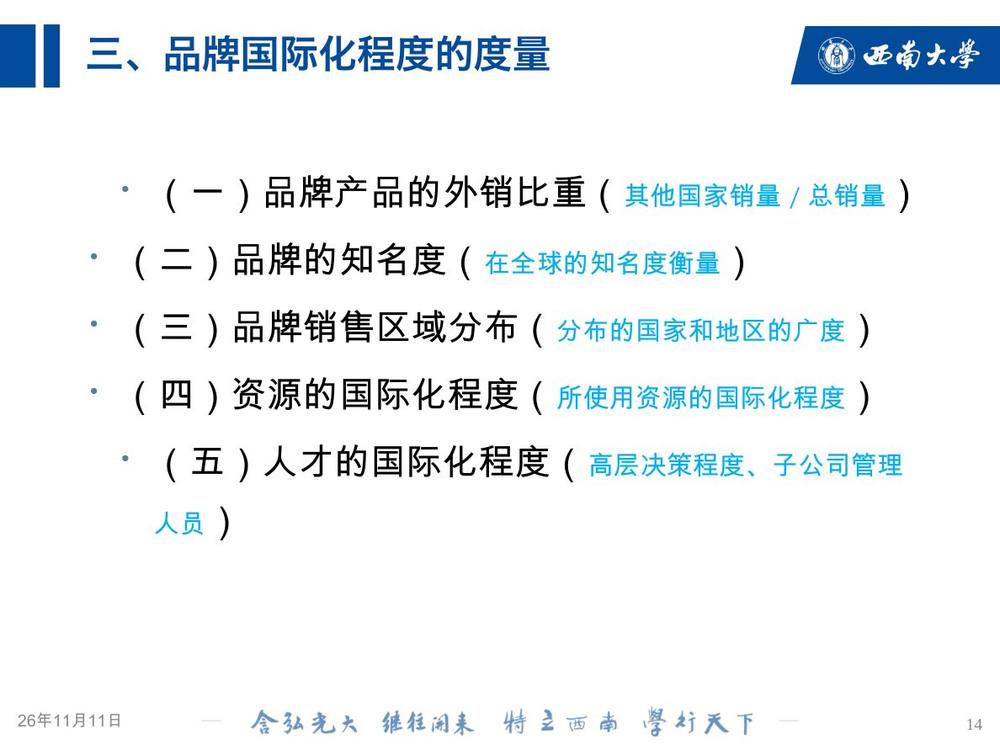 三、品牌国际化程度的度量
西南大学
• （一）品牌产品的外销比重（其他国家销量/总销量）
• （二）品牌的知名度（在全球的知名度衡量）
• （三）品牌销售区域分布（分布的国家和地区的广度）
• （四）资源的国际化程度（所使用资源的国际化程度）
• （五）人才的国际化程度（高层决策程度、子公司管理
人员）
26年11月11日
含弘光大 继往开来 特立西南 學行天下
14